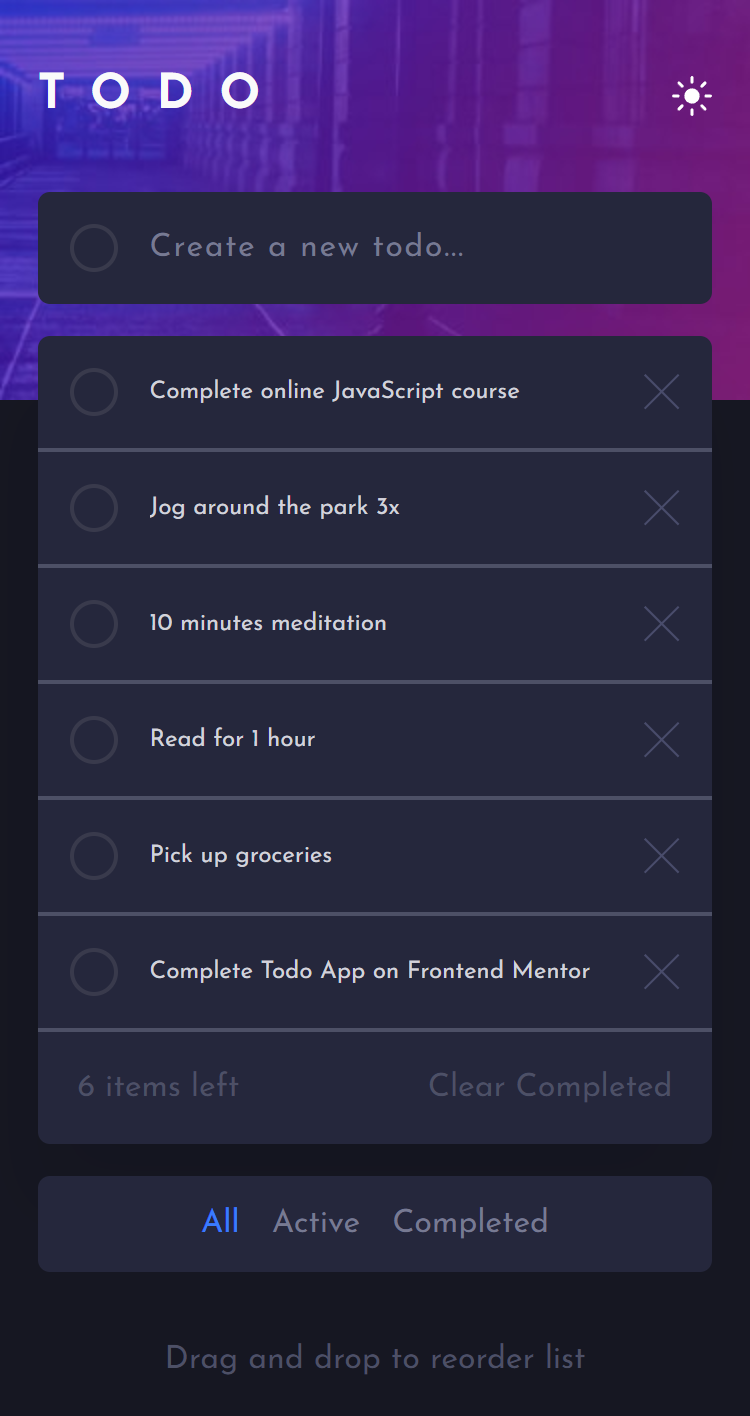 TODO
Create a new todo...
Complete online JavaScript course
Jog around the park 3x
10 minutes meditation
Read for 1 hour
Pick up groceries
Complete Todo App on Frontend Mentor
6 items left Clear Completed
All Active Completed
Drag and drop to reorder list